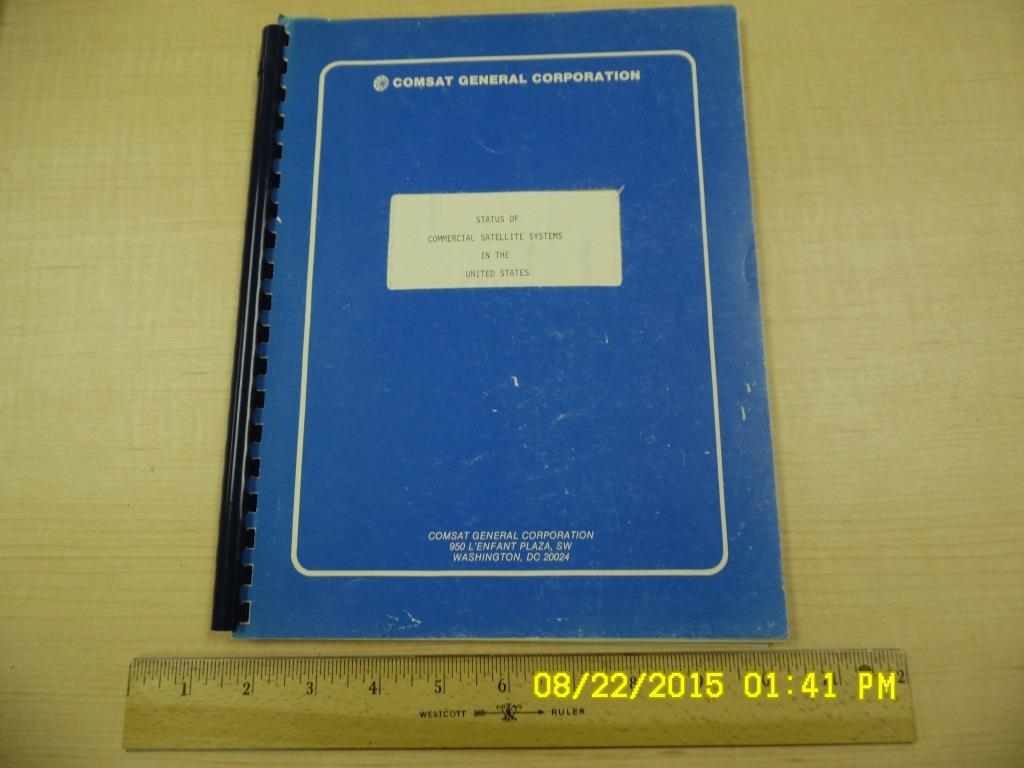 COMSAT GENERAL CORPORATION
STATUS OF
COMMERCIAL SATELLITE SYSTEMS
IN THE
UNITED STATES
COMSAT GENERAL CORPORATION
950 L'ENFANT PLAZA, SW
WASHINGTON, DC 20024
1 2 3 4 5 6
08/22/2015 01:41 PM
WESTCOTT RULER